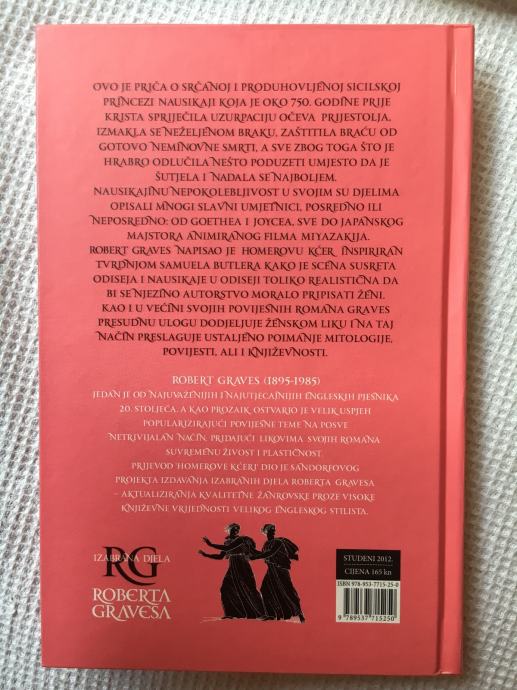 OVO JE PRIČA O SRČANOJ I PRODUHOVLJENOJ SICILSKOJ
PRINCEZI NAUSIKAJI KOJA JE OKO 750. GODINE PRIJE
KRISTA SPRIJEČILA UZURPACIJU OČEVA PRIJESTOLJA,
IZMAKLA SE NEŽELJENOM BRAKU, ZAŠTITILA BRAĆU OD
GOTOVO NEMINOVNE SMRTI, A SVE ZBOG TOGA ŠTO JE
HRABRO ODLUČILA NEŠTO PODUZETI UMJESTO DA JE
ŠUTJELA I NADALA SE NAJBOLJEM.
NAUSIKAJINU NEPOKOLEBLJIVOST U SVOJIM SU DJELIMA
OPISALI MNOGI SLAVNI UMJETNICI, POSREDNO ILI
NEPOSREDNO: OD GOETHEA I JOYCEA, SVE DO JAPANSKOG
MAJSTORA ANIMIRANOG FILMA MIYAZAKIJA.
ROBERT GRAVES NAPISAO JE HOMEROVU KĆER INSPIRIRAN
TVRDNJOM SAMUELA BUTLERA KAKO JE SCENA SUSRETA
ODISEJA I NAUSIKAJE U ODISEJI TOLIKO REALISTIČNA DA
BI SE NJEZINO AUTORSTVO MORALO PRIPISATI ŽENI.
KAO I U VEĆINI SVOJIH POVIJESNIH ROMANA GRAVES
PRESUDNU ULOGU DODJELJUJE ŽENSKOM LIKU I NA TAJ
NAČIN PRESLAGUJE USTALJENO POIMANJE MITOLOGIJE,
POVIJESTI, ALI I KNJIŽEVNOSTI.
ROBERT GRAVES (1895-1985)
JEDAN JE OD NAJUVAŽENIJIH I NAJUTJECAJNIJIH ENGLESKIH PJESNIKA
20. STOLJEĆA, A KAO PROZAIK OSTVARIO JE VELIK USPJEH
POPULARIZIRAJUĆI POVIJESNE TEME NA POSVE
NETRIVIJALAN NAČIN, PRIDAJUĆI LIKOVIMA SVOJIH ROMANA
SUVREMENU ŽIVOST I PLASTIČNOST.
PRIJEVOD 'HOMEROVE KĆERI' DIO JE SANDORFOVOG
PROJEKTA IZDAVANJA IZABRANIH DJELA ROBERTA GRAVESA
– AKTUALIZIRANJA KVALITETNE ŽANROVSKE PROZE VISOKE
KNJIŽEVNE VRIJEDNOSTI VELIKOG ENGLESKOG STILISTA.
IZABRANA DJELA
RG
ROBERTA
GRAVESA
STUDENI 2012.
CIJENA 165 kn
ISBN 978-953-7715-25-0
9 789537 715250